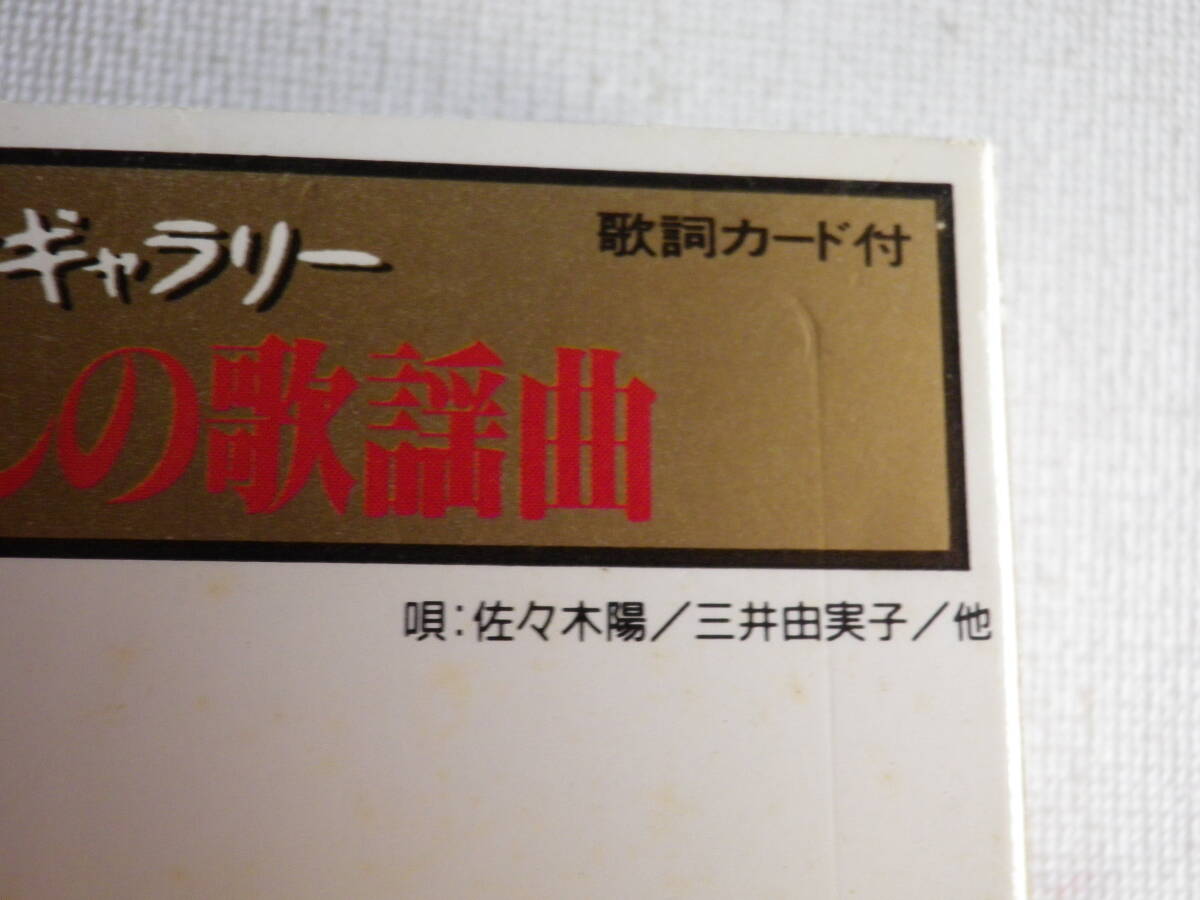 ギャラリー
歌詞カード付
しの歌謡曲
唄:佐々木陽／三井由実子／他